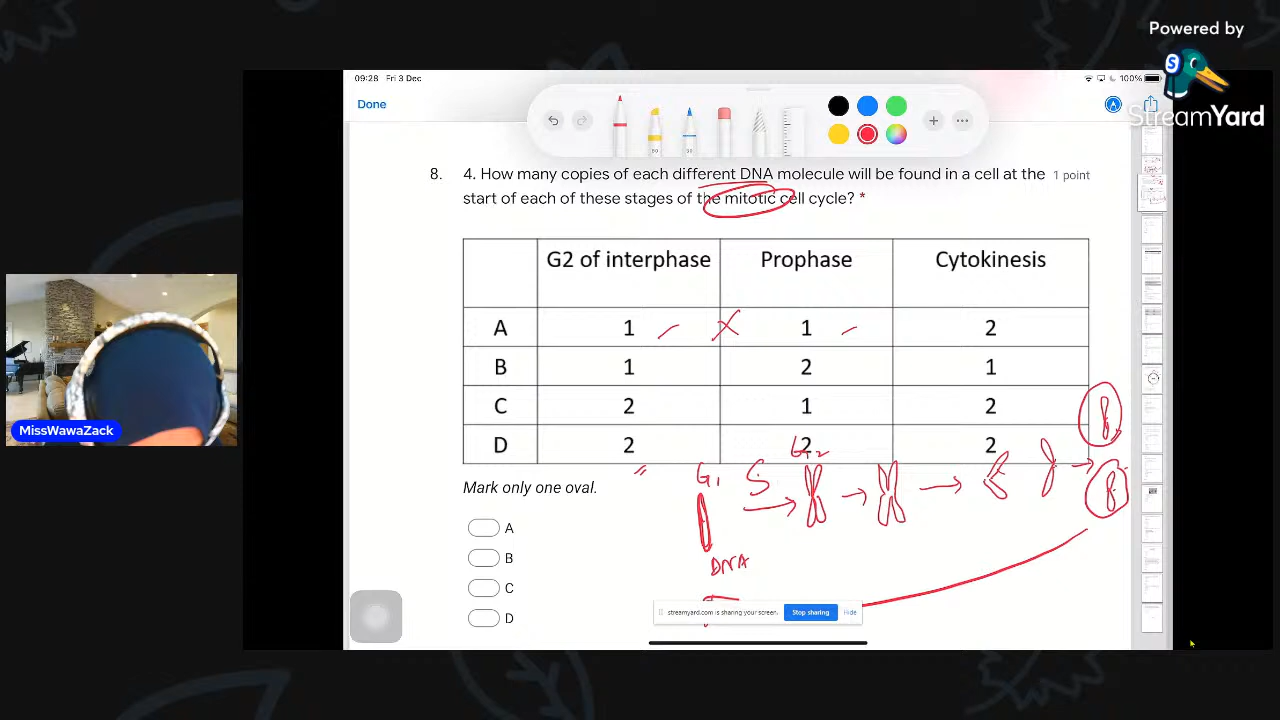 Powered by
StreamYard
09:28 Fri 3 Dec
100%
Done
8. 4. How many copies of each different DNA molecule will be found in a cell at the 1 point
start of each of these stages of the mitotic cell cycle? *
G2 of interphase Prophase Cytokinesis
A 1 1 2
B 1 2 1
C 2 1 2
D 2 2 2
G1 S G2
Mark only one oval.
A
B
DNA
C
D
streamyard.com is sharing your screen. Stop sharing Hide
MissWawaZack